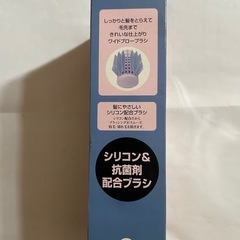 しっかりと髪をとらえて
毛先まで
きれいな仕上がり
ワイドブローブラシ
髪にやさしい
シリコン配合ブラシ
シリコン&
抗菌剤
配合ブラシ